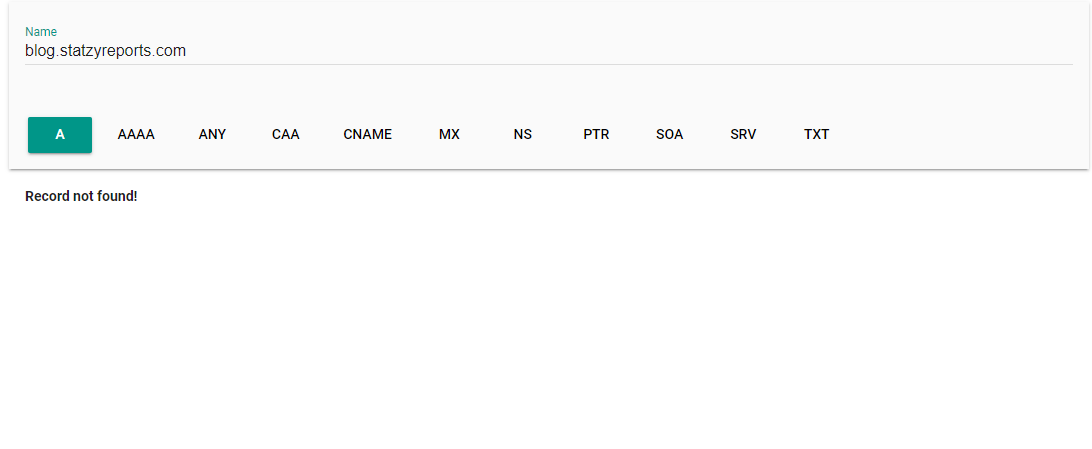 Name
blog.statzyreports.com
A AAAA ANY CAA CNAME MX NS PTR SOA SRV TXT
Record not found!